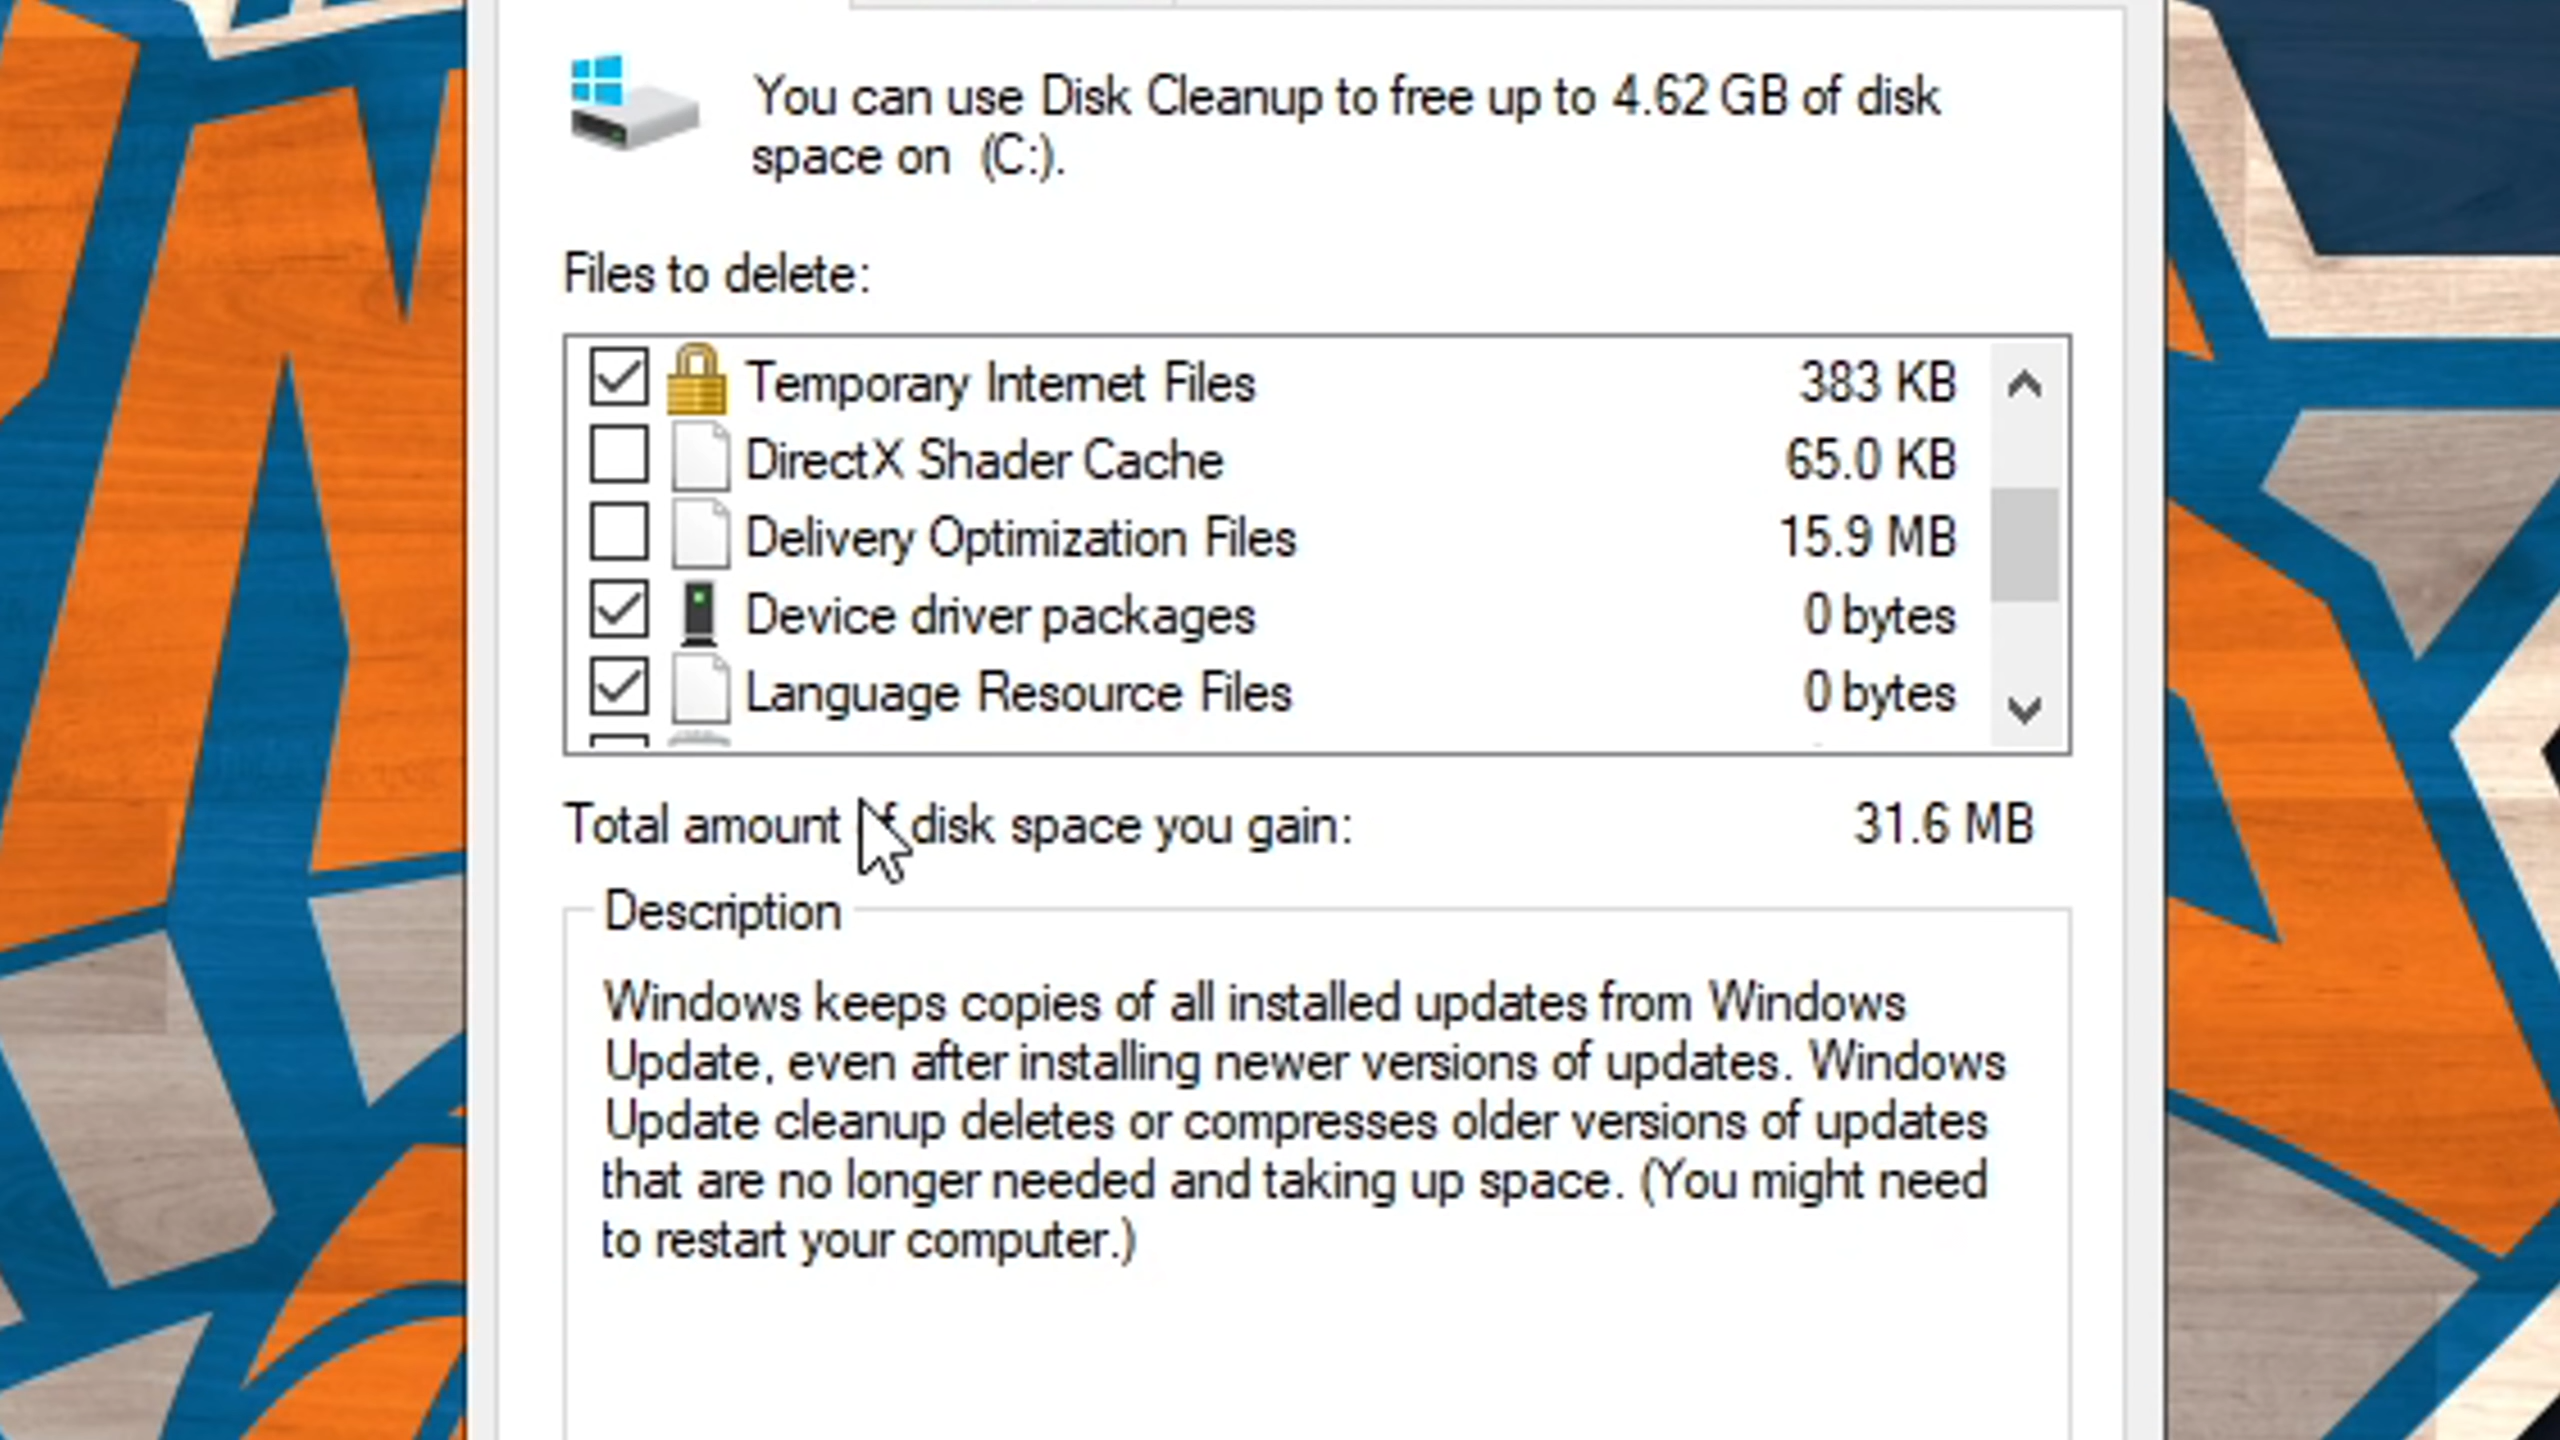 You can use Disk Cleanup to free up to 4.62 GB of disk
space on (C:).
Files to delete:
Temporary Internet Files 383 KB
DirectX Shader Cache 65.0 KB
Delivery Optimization Files 15.9 MB
Device driver packages 0 bytes
Language Resource Files 0 bytes
Total amount of disk space you gain: 31.6 MB
Description
Windows keeps copies of all installed updates from Windows
Update, even after installing newer versions of updates. Windows
Update cleanup deletes or compresses older versions of updates
that are no longer needed and taking up space. (You might need
to restart your computer.)